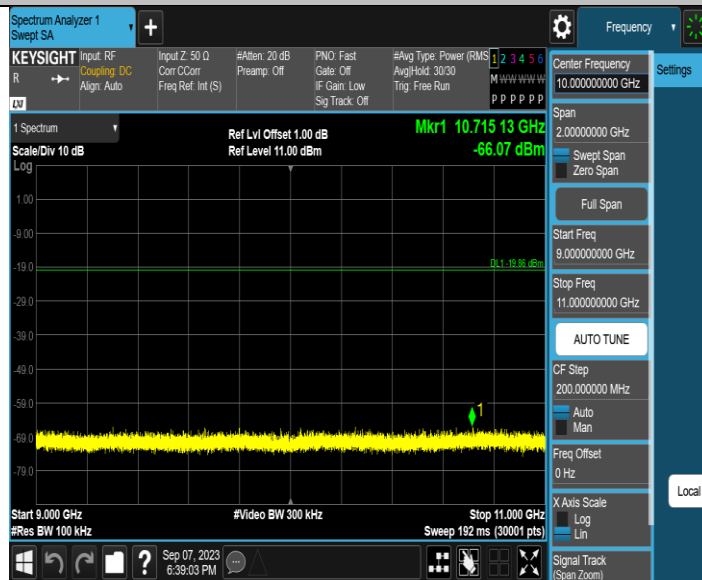 Spectrum Analyzer 1
Swept SA
+
Frequency
KEYSIGHT
R
LXI
Input: RF
Coupling: DC
Align: Auto
Input Z: 50 Ω
Corr CCorr
Freq Ref: Int (S)
#Atten: 20 dB
Preamp: Off
PNO: Fast
Gate: Off
IF Gain: Low
Sig Track: Off
#Avg Type: Power (RMS
Avg|Hold: 30/30
Trig: Free Run
1 2 3 4 5 6
M W W W W W
P P P P P P
1 Spectrum
Scale/Div 10 dB
Log
Ref Lvl Offset 1.00 dB
Ref Level 11.00 dBm
Mkr1 10.715 13 GHz
-66.07 dBm
1.00
-9.00
-19.0
DL1 -19.86 dBm
-29.0
-39.0
-49.0
-59.0
1
-69.0
-79.0
Start 9.000 GHz
#Res BW 100 kHz
#Video BW 300 kHz
Stop 11.000 GHz
Sweep 192 ms (30001 pts)
?
Sep 07, 2023
6:39:03 PM
Center Frequency
10.000000000 GHz
Span
2.00000000 GHz
Swept Span
Zero Span
Full Span
Start Freq
9.000000000 GHz
Stop Freq
11.000000000 GHz
AUTO TUNE
CF Step
200.000000 MHz
Auto
Man
Freq Offset
0 Hz
X Axis Scale
Log
Lin
Signal Track
(Span Zoom)
Settings
Local